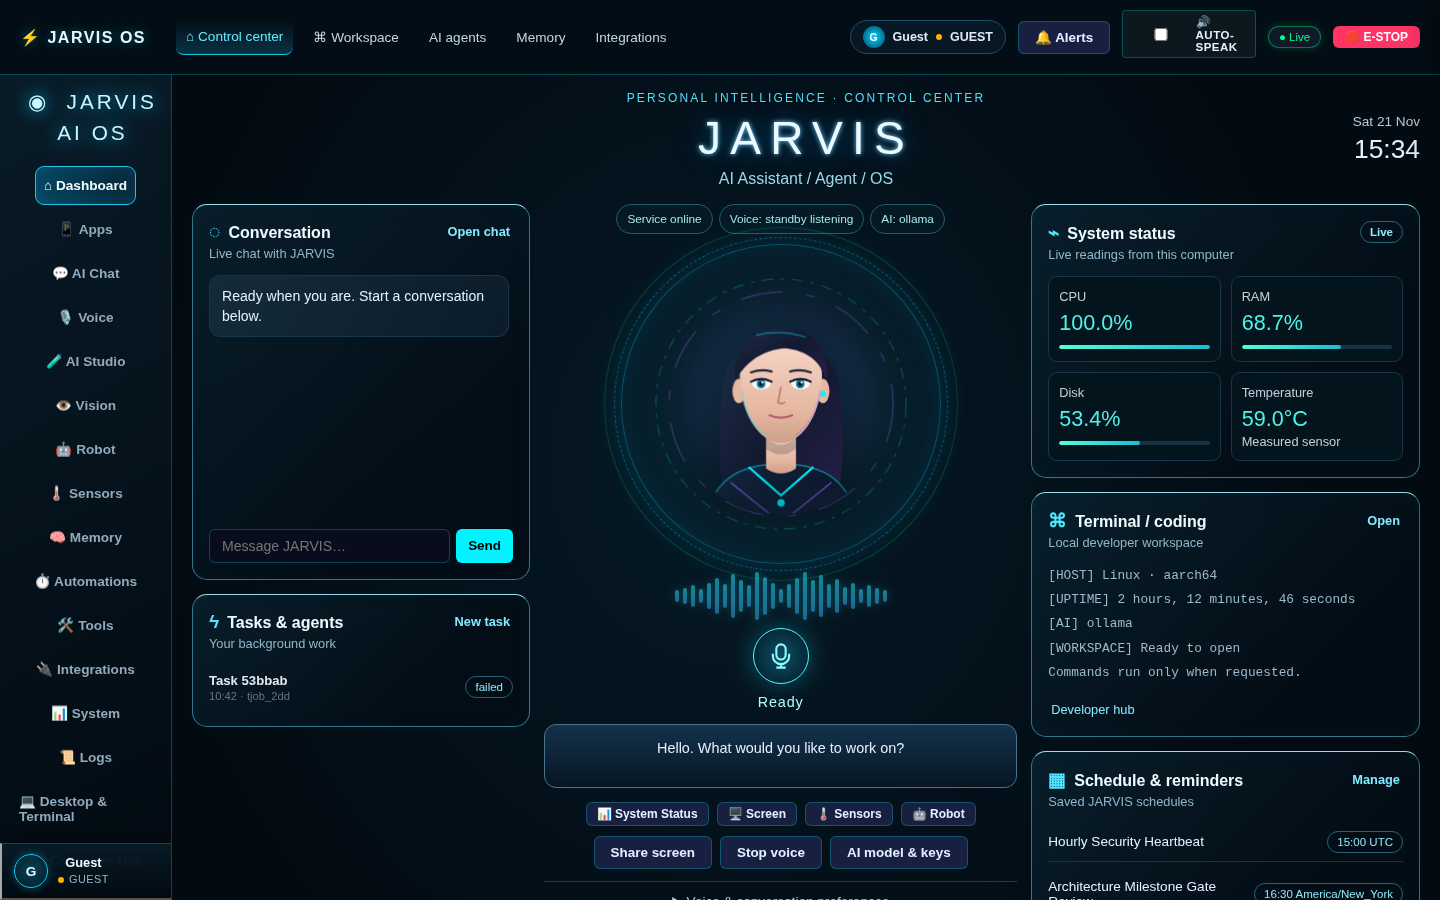 ⚡ JARVIS OS
⌂ Control center
⌘ Workspace
AI agents
Memory
Integrations
G Guest GUEST
🔔 Alerts
🔊 AUTO-SPEAK
● Live
🛑 E-STOP
◉ JARVIS
AI OS
⌂ Dashboard
📱 Apps
💬 AI Chat
🎙️ Voice
🧪 AI Studio
👁️ Vision
🤖 Robot
🌡️ Sensors
🧠 Memory
⏱️ Automations
🛠️ Tools
🔌 Integrations
📊 System
📜 Logs
💻 Desktop &
Terminal
G
Guest
GUEST
PERSONAL INTELLIGENCE · CONTROL CENTER
JARVIS
AI Assistant / Agent / OS
Sat 21 Nov
15:34
Conversation
Open chat
Live chat with JARVIS
Ready when you are. Start a conversation
below.
Message JARVIS…
Send
Tasks & agents
New task
Your background work
Task 53bbab
10:42 · tjob_2dd
failed
Service online
Voice: standby listening
AI: ollama
Ready
Hello. What would you like to work on?
📊 System Status
🖥️ Screen
🌡️ Sensors
🤖 Robot
Share screen
Stop voice
AI model & keys
Voice & conversation preferences
⌁ System status
Live
Live readings from this computer
CPU
100.0%
RAM
68.7%
Disk
53.4%
Temperature
59.0°C
Measured sensor
⌘ Terminal / coding
Open
Local developer workspace
[HOST] Linux · aarch64
[UPTIME] 2 hours, 12 minutes, 46 seconds
[AI] ollama
[WORKSPACE] Ready to open
Commands run only when requested.
Developer hub
▦ Schedule & reminders
Manage
Saved JARVIS schedules
Hourly Security Heartbeat
15:00 UTC
Architecture Milestone Gate
Review
16:30 America/New_York